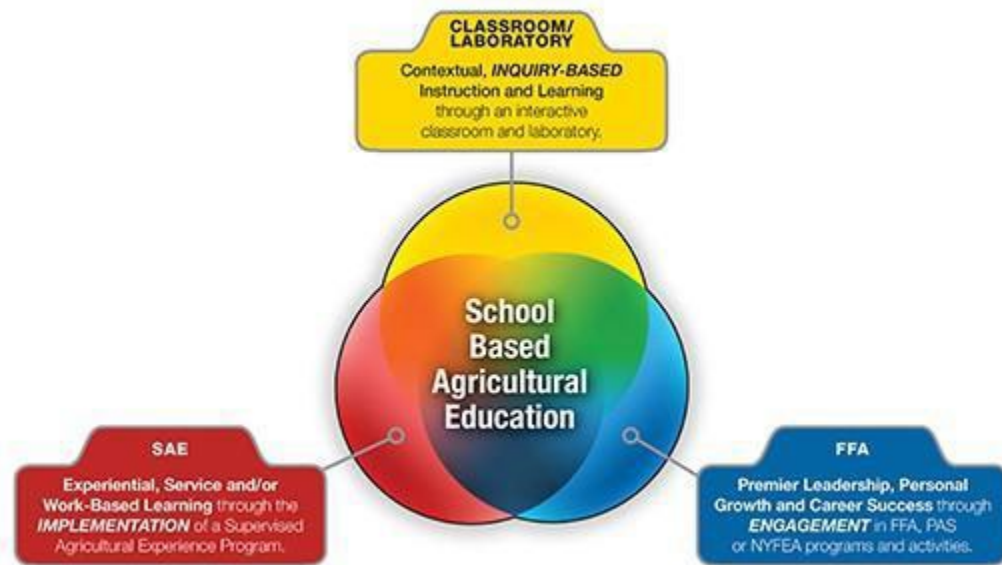 CLASSROOM/
LABORATORY
Contextual, INQUIRY-BASED
Instruction and Learning
through an interactive
classroom and laboratory.
School
Based
Agricultural
Education
SAE
Experiential, Service and/or
Work-Based Learning through the
IMPLEMENTATION of a Supervised
Agricultural Experience Program.
FFA
Premier Leadership, Personal
Growth and Career Success through
ENGAGEMENT in FFA, PAS
or NYFEA programs and activities.